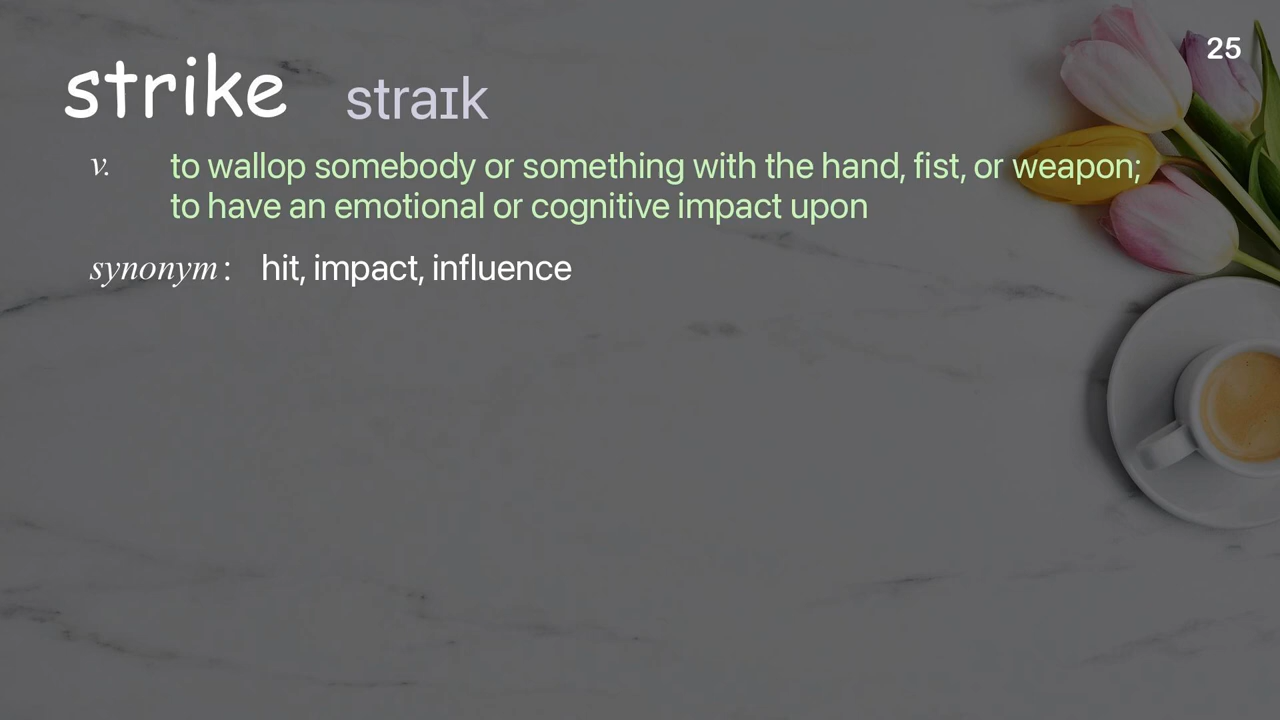 25
strike straɪk
v. to wallop somebody or something with the hand, fist, or weapon;
to have an emotional or cognitive impact upon
synonym: hit, impact, influence